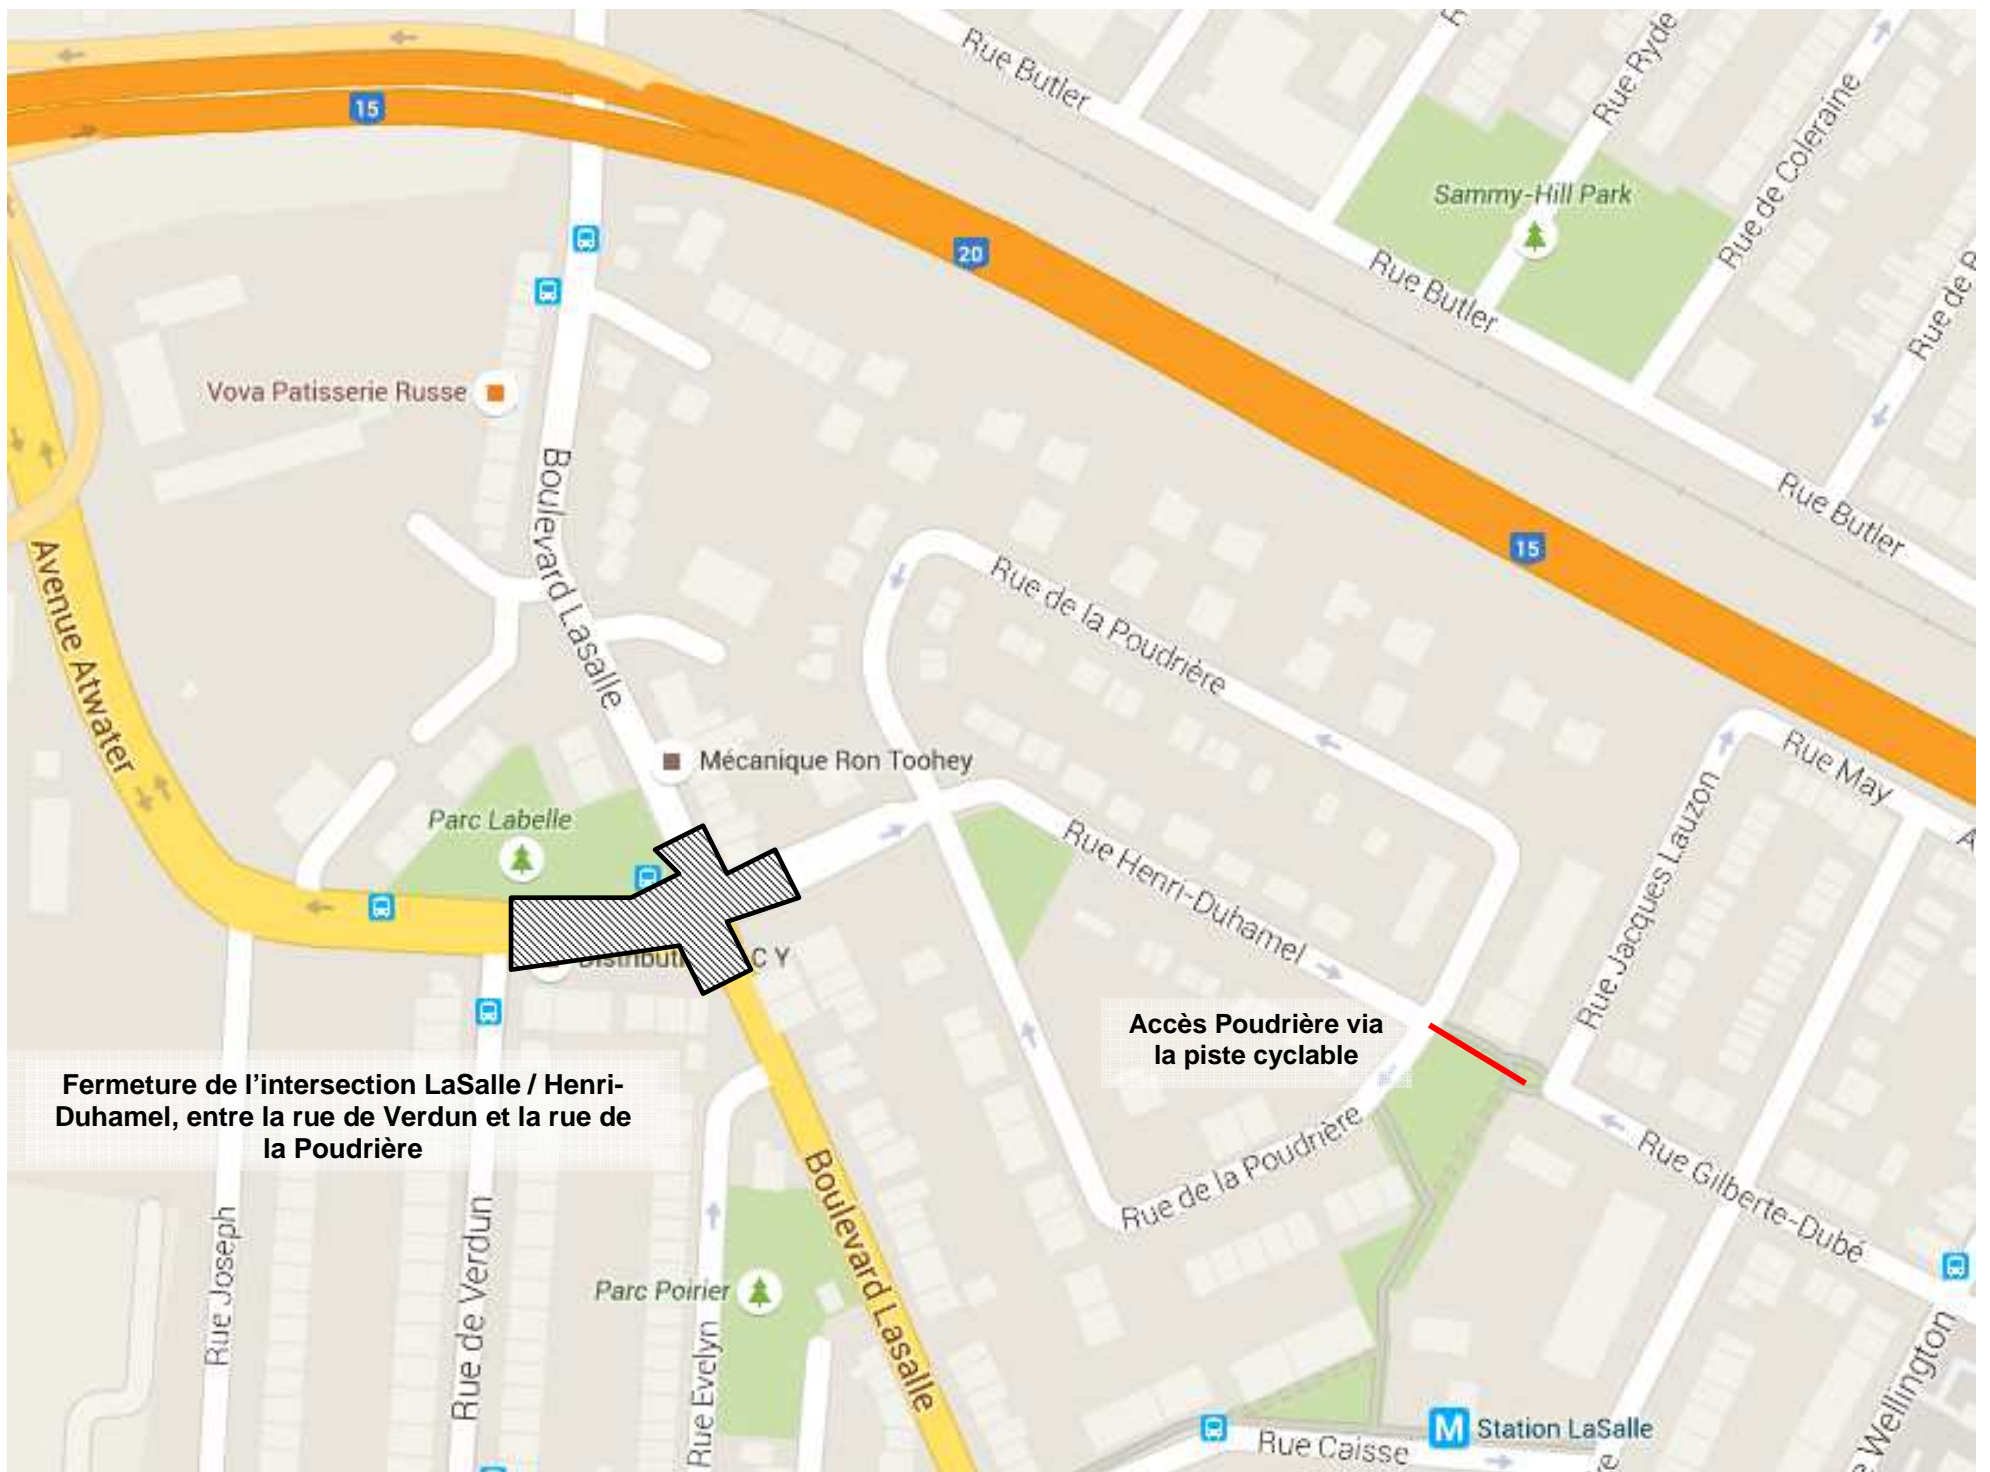 Rue Butler
Rue Ryde
Rue de Coleraine
15
Sammy-Hill Park
20
Rue Butler
Rue de
Vova Patisserie Russe
Boulevard Lasalle
Rue Butler
15
Avenue Atwater
Rue de la Poudrière
Mécanique Ron Toohey
Rue May
Parc Labelle
Rue Henri-Duhamel
Rue Jacques Lauzon
C Y
Accès Poudrière via
la piste cyclable
Fermeture de l’intersection LaSalle / Henri-
Duhamel, entre la rue de Verdun et la rue de
la Poudrière
Rue de la Poudrière
Rue Gilberte-Dubé
Boulevard Lasalle
Rue Joseph
Rue de Verdun
Parc Poirier
Rue Evelyn
Wellington
M Station LaSalle
Rue Caisse